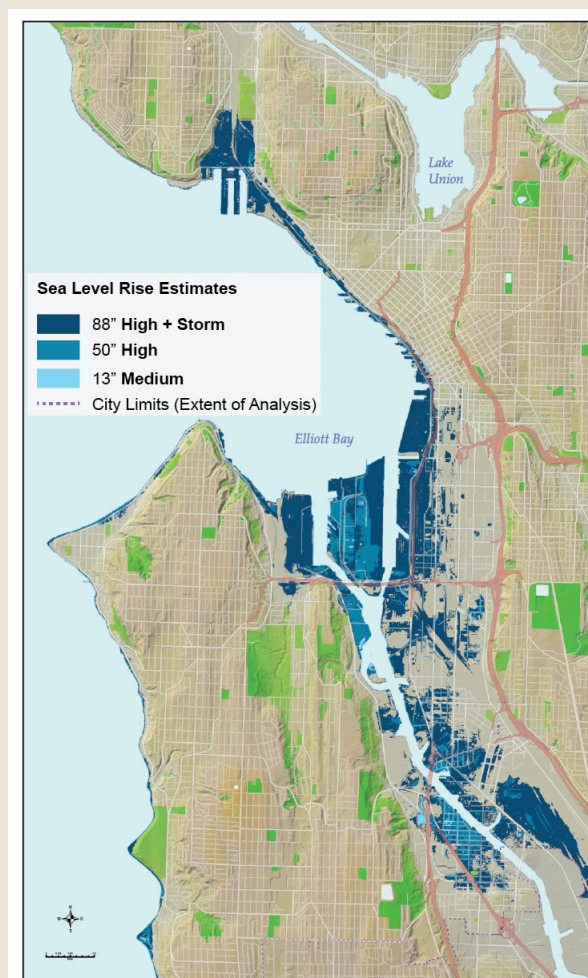 Lake
Union
Sea Level Rise Estimates
88” High + Storm
50” High
13” Medium
City Limits (Extent of Analysis)
Elliott Bay
N
W
E
S